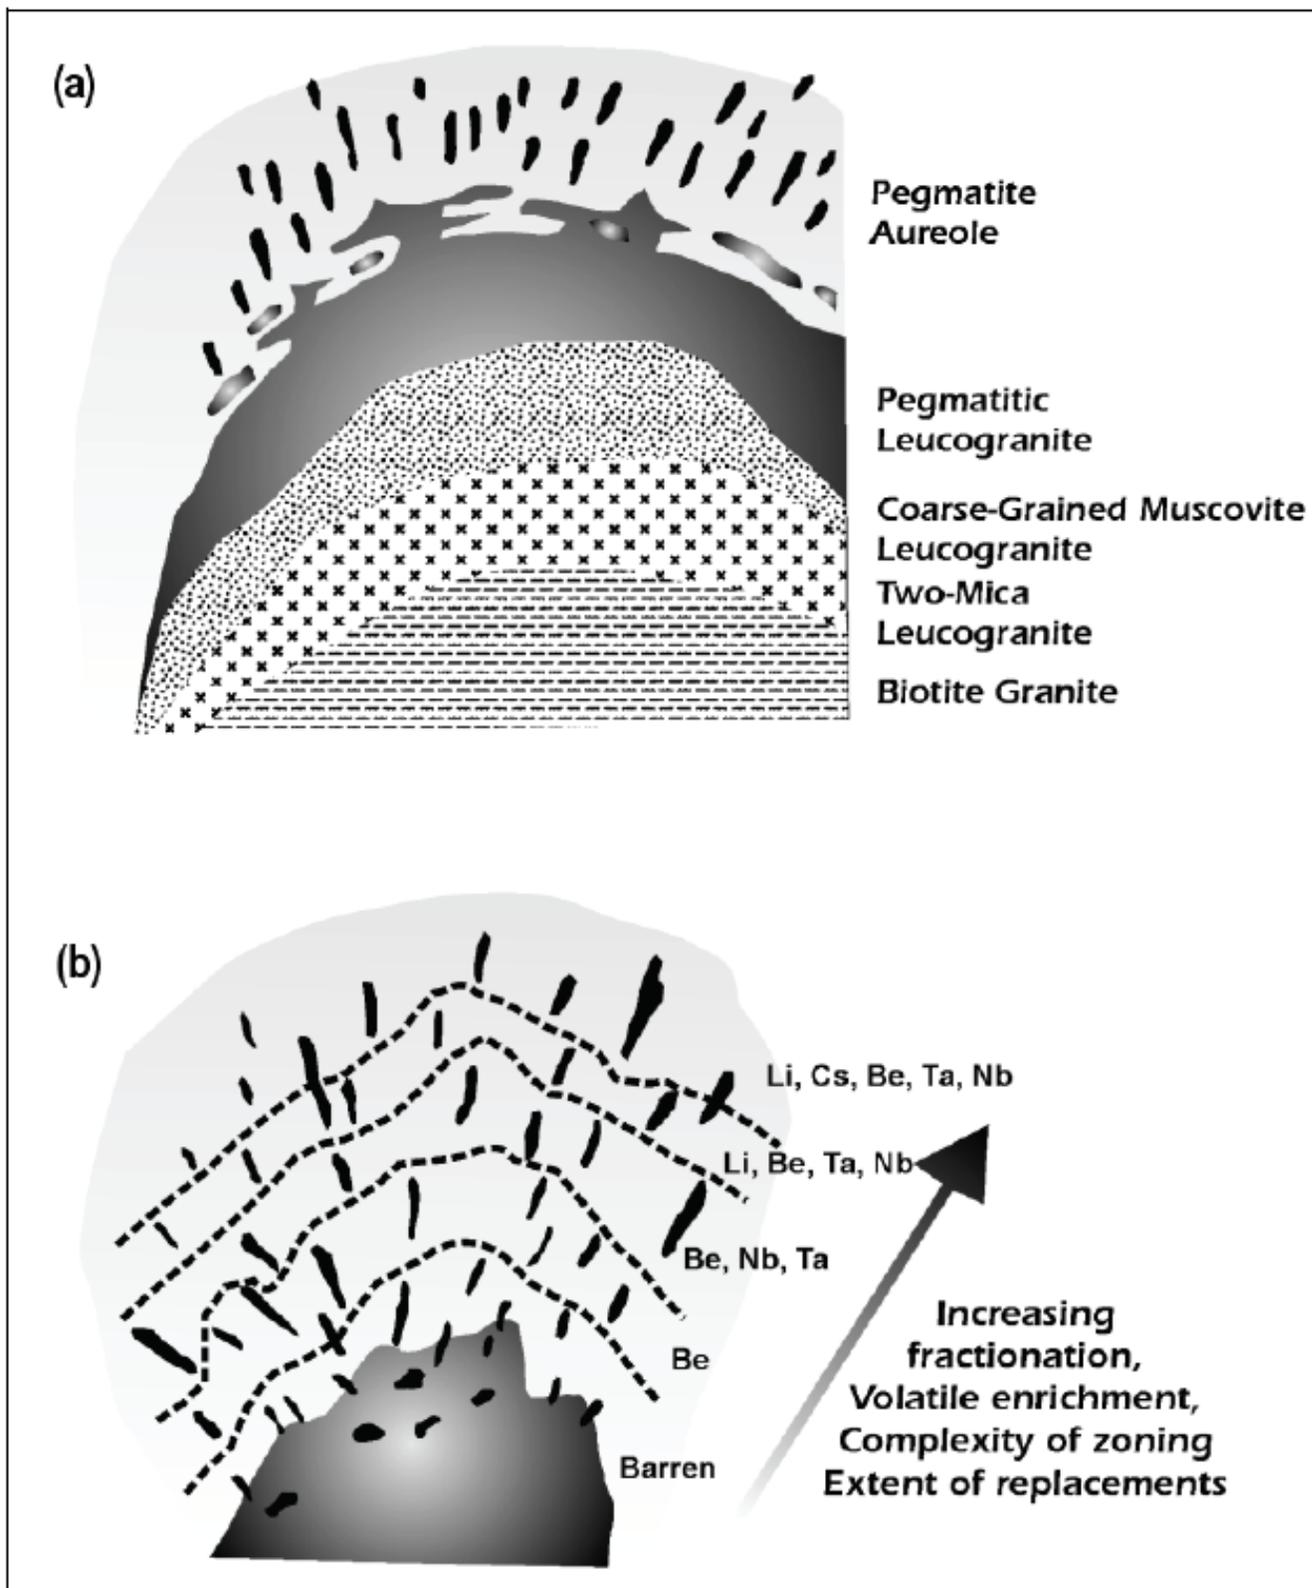 (a)
Pegmatite
Aureole
Pegmatitic
Leucogranite
Coarse-Grained Muscovite
Leucogranite
Two-Mica
Leucogranite
Biotite Granite
(b)
Li, Cs, Be, Ta, Nb
Li, Be, Ta, Nb
Be, Nb, Ta
Be
Barren
Increasing
fractionation,
Volatile enrichment,
Complexity of zoning
Extent of replacements